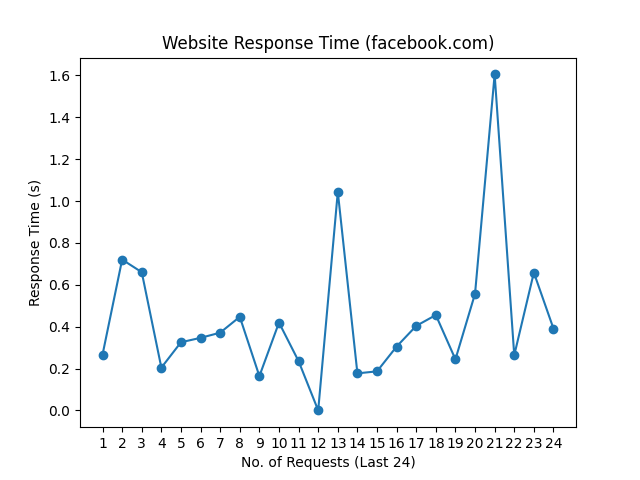 Website Response Time (facebook.com)
Response Time (s)
1.6
1.4
1.2
1.0
0.8
0.6
0.4
0.2
0.0
1 2 3 4 5 6 7 8 9 10 11 12 13 14 15 16 17 18 19 20 21 22 23 24
No. of Requests (Last 24)